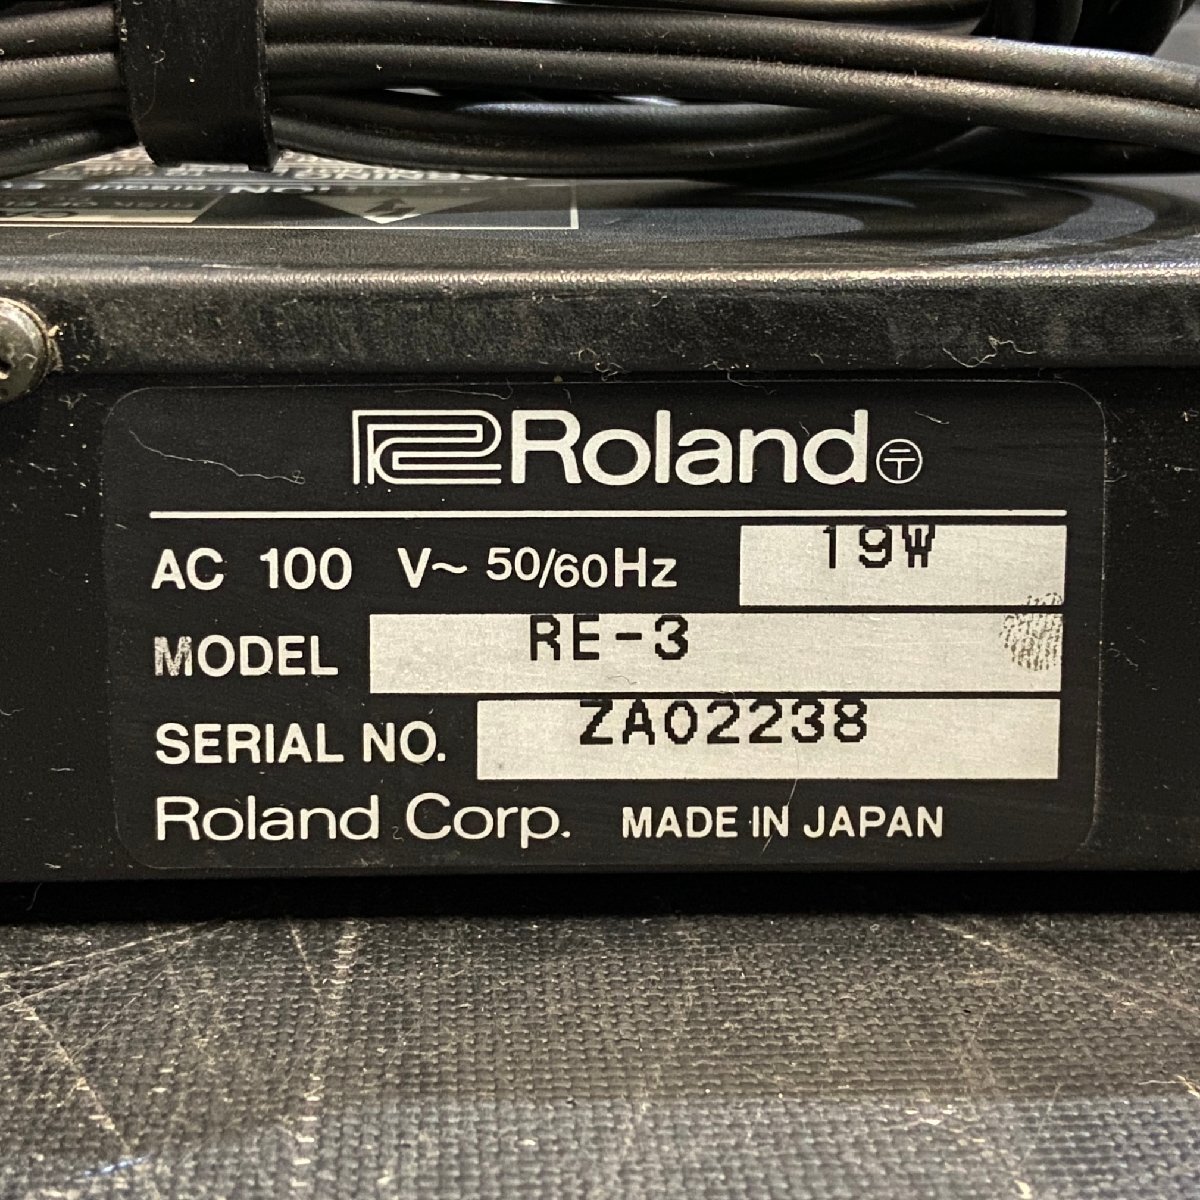 Roland
AC 100 V~ 50/60Hz 19W
MODEL RE-3
SERIAL NO. ZA02238
Roland Corp. MADE IN JAPAN